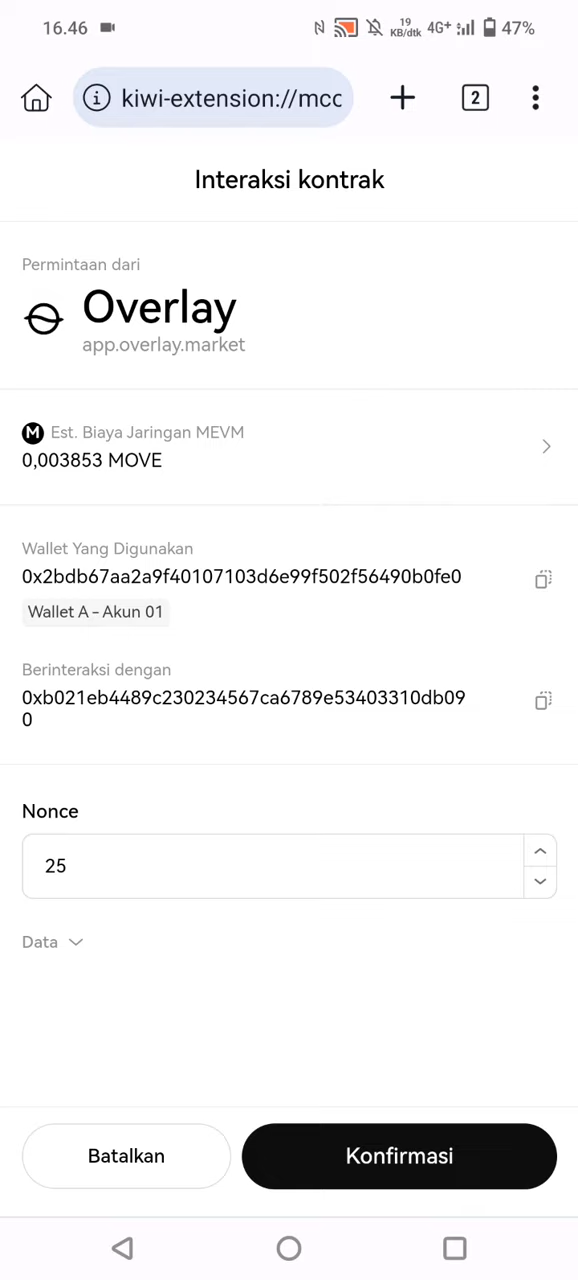 16.46
19
KB/dtk
4G+
47%
kiwi-extension://mcc
2
Interaksi kontrak
Permintaan dari
Overlay
app.overlay.market
Est. Biaya Jaringan MEVM
0,003853 MOVE
Wallet Yang Digunakan
0x2bdb67aa2a9f40107103d6e99f502f56490b0fe0
Wallet A - Akun 01
Berinteraksi dengan
0xb021eb4489c230234567ca6789e53403310db09
0
Nonce
25
Data
Batalkan
Konfirmasi